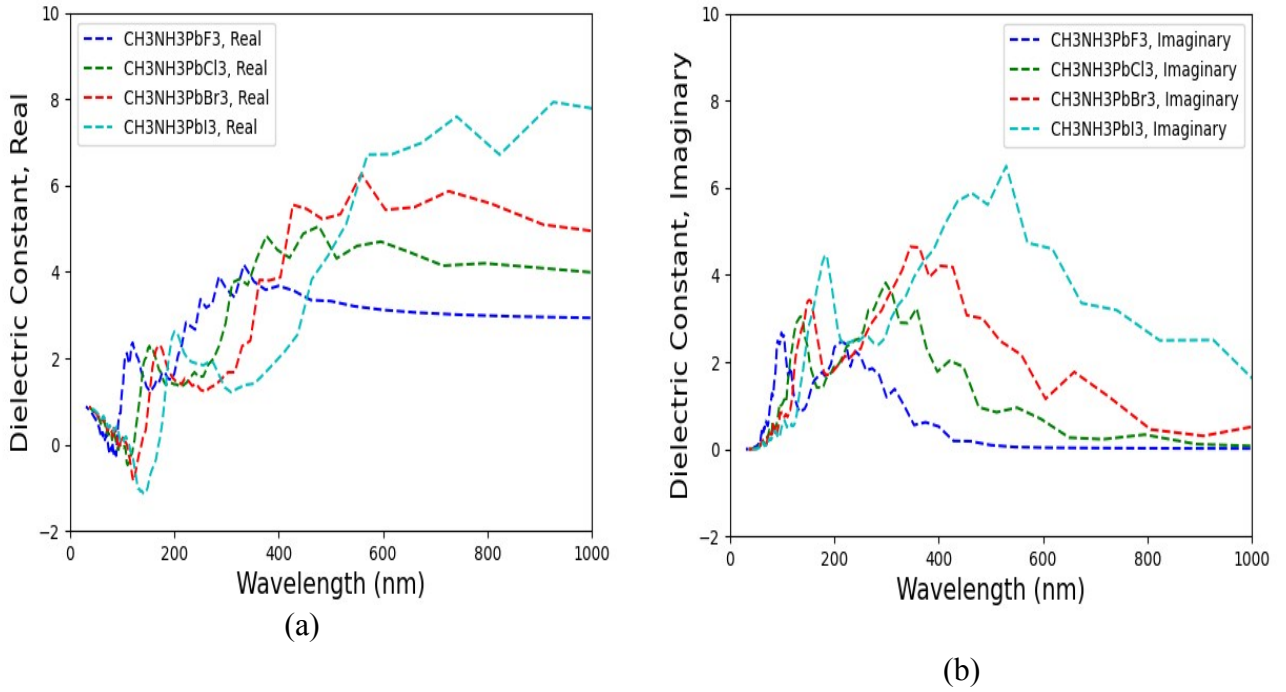 10
8
6
4
2
0
−2
Dielectric Constant, Real
CH3NH3PbF3, Real
CH3NH3PbCl3, Real
CH3NH3PbBr3, Real
CH3NH3PbI3, Real
0 200 400 600 800 1000
Wavelength (nm)
(a)
10
8
6
4
2
0
−2
Dielectric Constant, Imaginary
CH3NH3PbF3, Imaginary
CH3NH3PbCl3, Imaginary
CH3NH3PbBr3, Imaginary
CH3NH3PbI3, Imaginary
0 200 400 600 800 1000
Wavelength (nm)
(b)